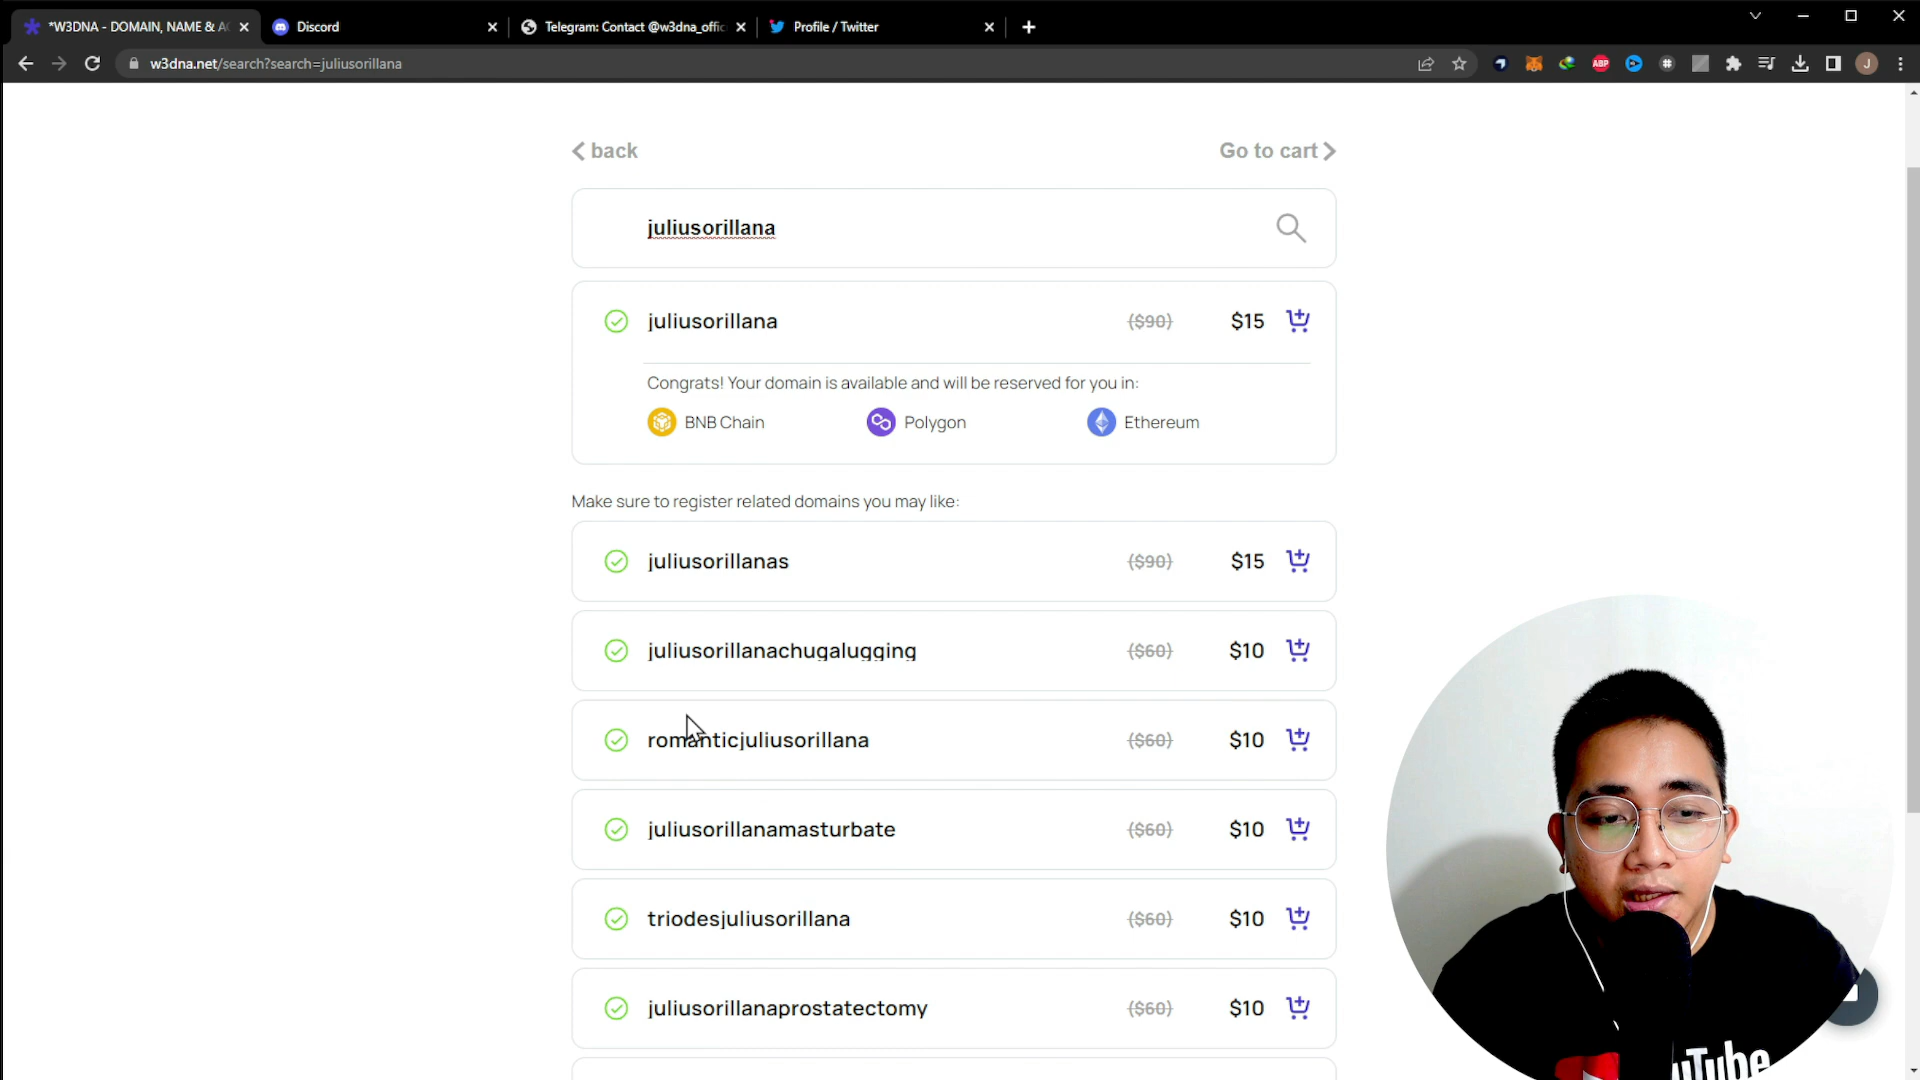 *W3DNA - DOMAIN, NAME & A
Discord
Telegram: Contact @w3dna_offic
Profile / Twitter
w3dna.net/search?search=juliusorillana
ABP
J
back
Go to cart
juliusorillana
juliusorillana ($90) $15
Congrats! Your domain is available and will be reserved for you in:
BNB Chain Polygon Ethereum
Make sure to register related domains you may like:
juliusorillanas ($90) $15
juliusorillanachugalugging ($60) $10
romanticjuliusorillana ($60) $10
juliusorillanamasturbate ($60) $10
triodesjuliusorillana ($60) $10
juliusorillanaprostatectomy ($60) $10
uTube